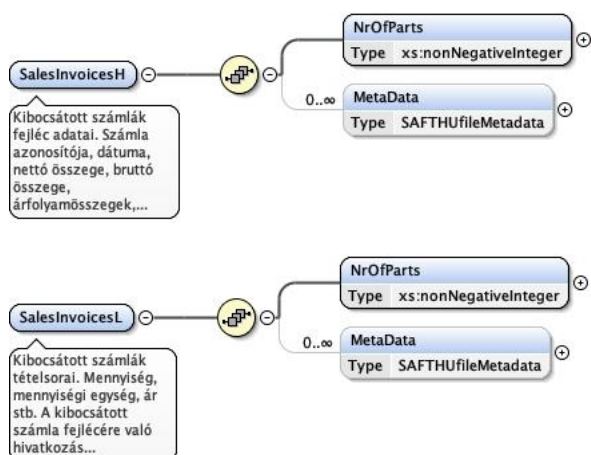 NrOfParts
Type xs:nonNegativeInteger
SalesInvoicesH
0..∞
MetaData
Type SAFTHUfileMetadata
Kibocsátott számlák
fejléc adatai. Számla
azonosítója, dátuma,
nettó összege, bruttó
összege,
árfolyamösszegek,...
NrOfParts
Type xs:nonNegativeInteger
SalesInvoicesL
0..∞
MetaData
Type SAFTHUfileMetadata
Kibocsátott számlák
tételsorai. Mennyiség,
mennyiségi egység, ár
stb. A kibocsátott
számla fejlécére való
hivatkozás...